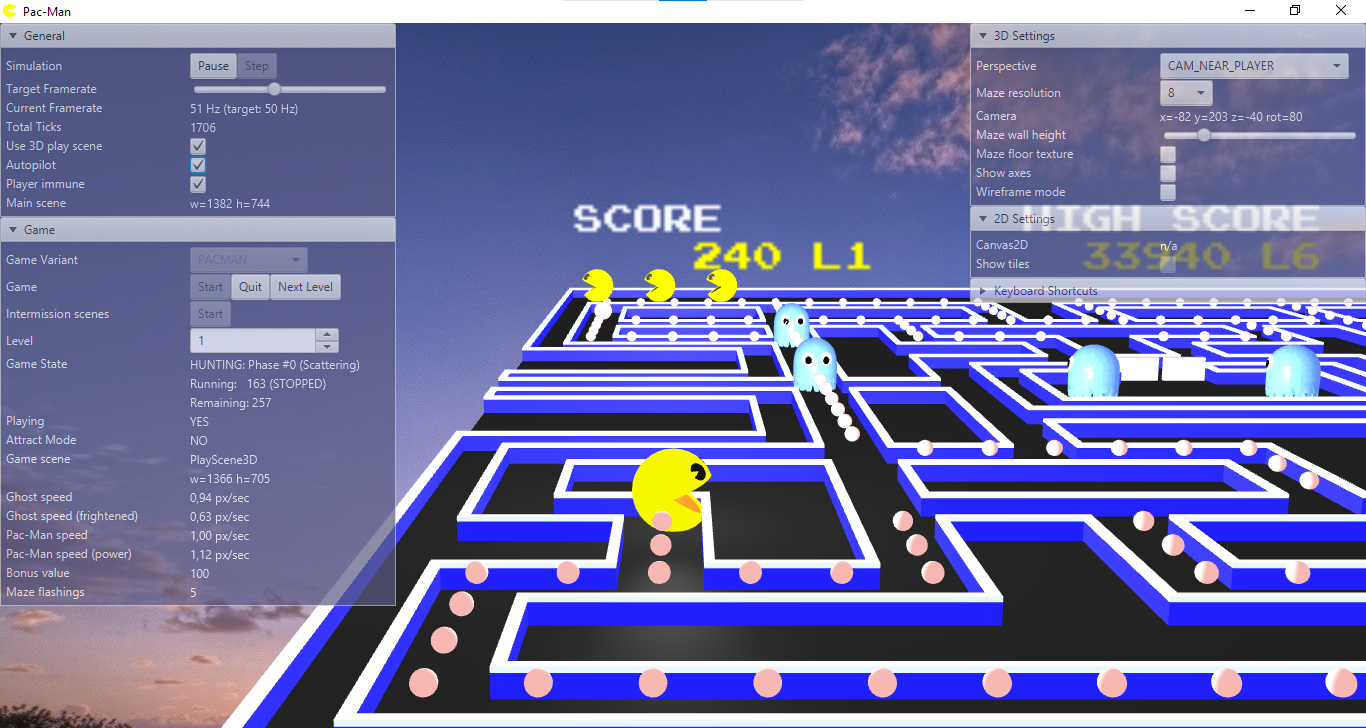 Pac-Man
General
Simulation Pause Step
Target Framerate
Current Framerate 51 Hz (target: 50 Hz)
Total Ticks 1706
Use 3D play scene
Autopilot
Player immune
Main scene w=1382 h=744
Game
Game Variant PACMAN
Game Start Quit Next Level
Intermission scenes Start
Level 1
Game State HUNTING: Phase #0 (Scattering)
Running: 163 (STOPPED)
Remaining: 257
Playing YES
Attract Mode NO
Game scene PlayScene3D
w=1366 h=705
Ghost speed 0,94 px/sec
Ghost speed (frightened) 0,63 px/sec
Pac-Man speed 1,00 px/sec
Pac-Man speed (power) 1,12 px/sec
Bonus value 100
Maze flashings 5
SCORE
240 L1
3D Settings
Perspective CAM_NEAR_PLAYER
Maze resolution 8
Camera x=-82 y=203 z=-40 rot=80
Maze wall height
Maze floor texture
Show axes
Wireframe mode
HIGH SCORE
33940 L6
2D Settings
Canvas2D n/a
Show tiles
Keyboard Shortcuts